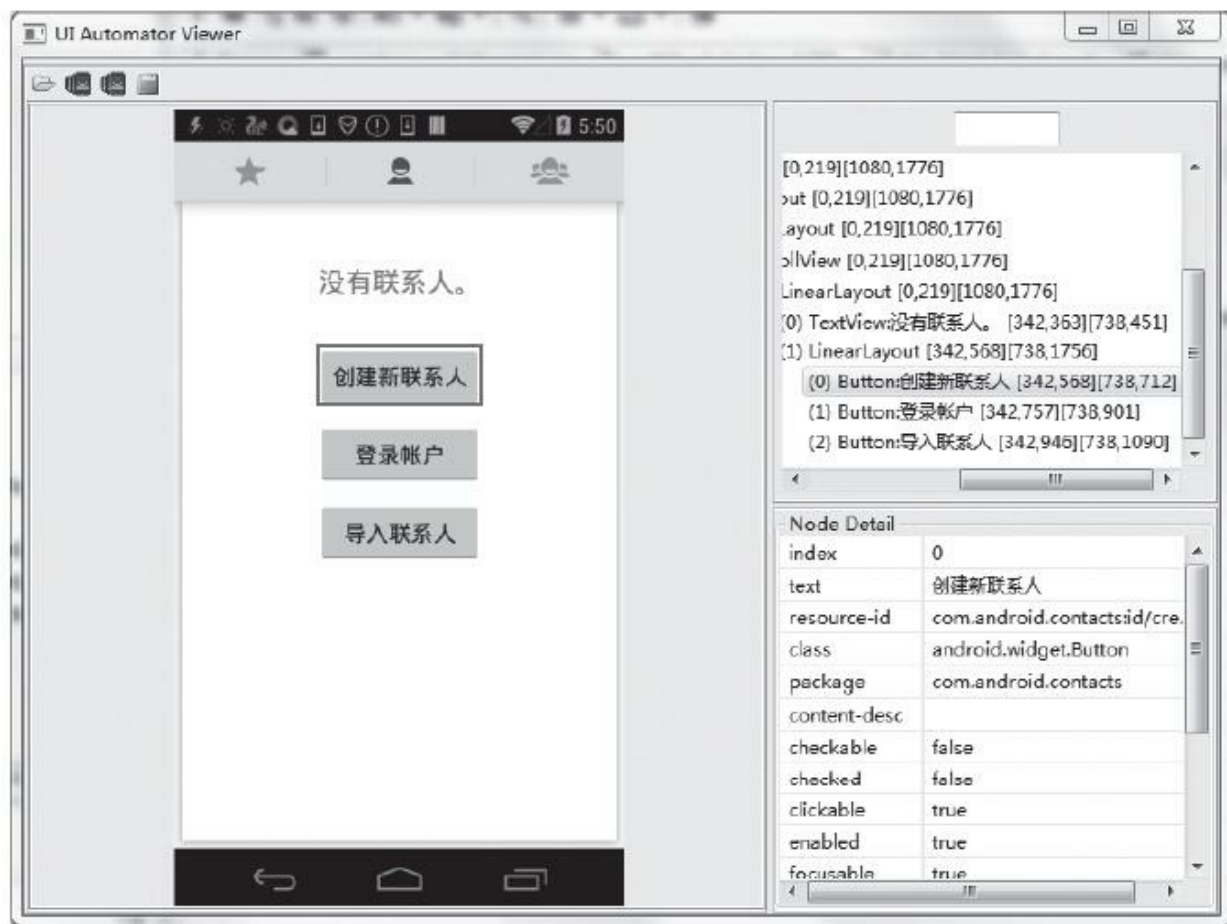 UI Automator Viewer
5:50
没有联系人。
创建新联系人
登录帐户
导入联系人
[0,219][1080,1776]
out [0,219][1080,1776]
.ayout [0,219][1080,1776]
ollView [0,219][1080,1776]
LinearLayout [0,219][1080,1776]
(0) TextView:没有联系人。 [342,363][738,451]
(1) LinearLayout [342,568][738,1756]
(0) Button:创建新联系人 [342,568][738,712]
(1) Button:登录帐户 [342,757][738,901]
(2) Button:导入联系人 [342,946][738,1090]
Node Detail
index 0
text 创建新联系人
resource-id com.android.contacts:id/cre.
class android.widget.Button
package com.android.contacts
content-desc
checkable false
checked false
clickable true
enabled true
focusable true